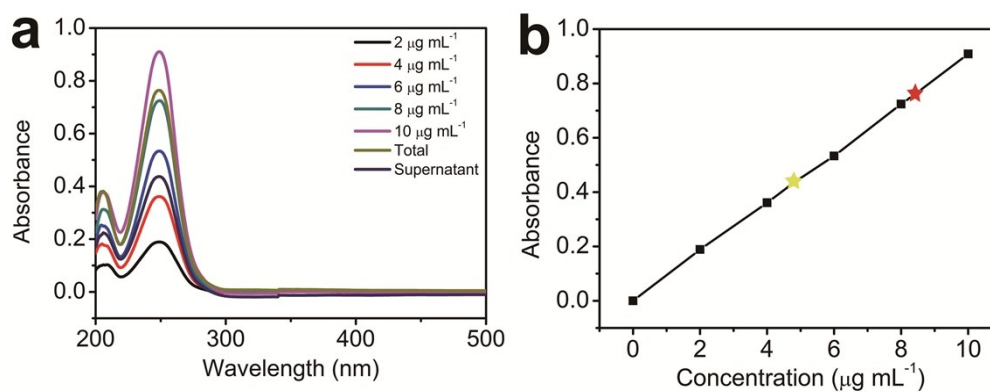 a
1.0
0.8
0.6
0.4
0.2
0.0
Absorbance
200
300
400
500
Wavelength (nm)
2 μg mL⁻¹
4 μg mL⁻¹
6 μg mL⁻¹
8 μg mL⁻¹
10 μg mL⁻¹
Total
Supernatant
b
1.0
0.8
0.6
0.4
0.2
0.0
Absorbance
0
2
4
6
8
10
Concentration (μg mL⁻¹)